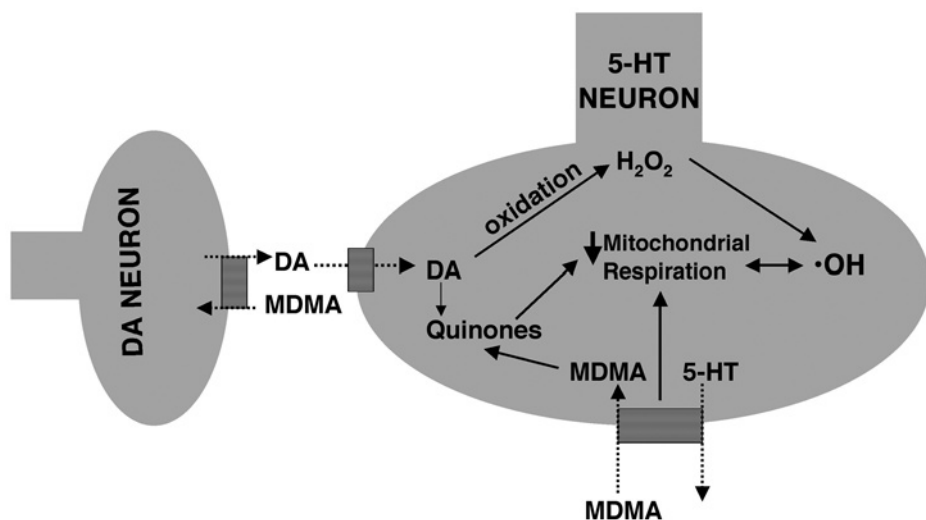 5-HT
NEURON
H₂O₂
oxidation
DA NEURON
DA
MDMA
DA
Quinones
Mitochondrial
Respiration
·OH
MDMA
5-HT
MDMA